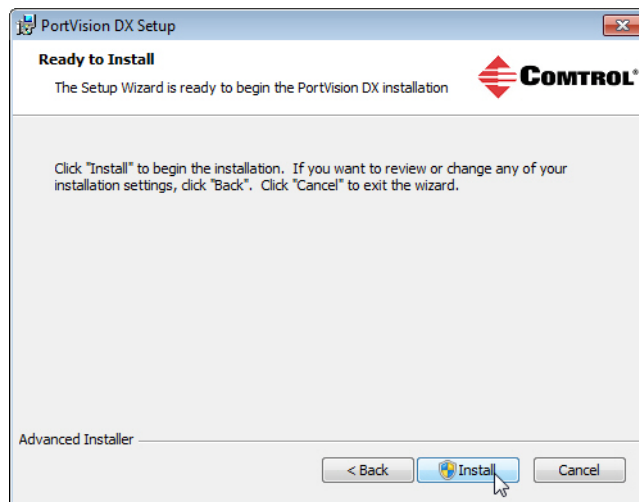 PortVision DX Setup
Ready to Install
The Setup Wizard is ready to begin the PortVision DX installation
COMTROL®
Click "Install" to begin the installation. If you want to review or change any of your
installation settings, click "Back". Click "Cancel" to exit the wizard.
Advanced Installer
< Back
Install
Cancel